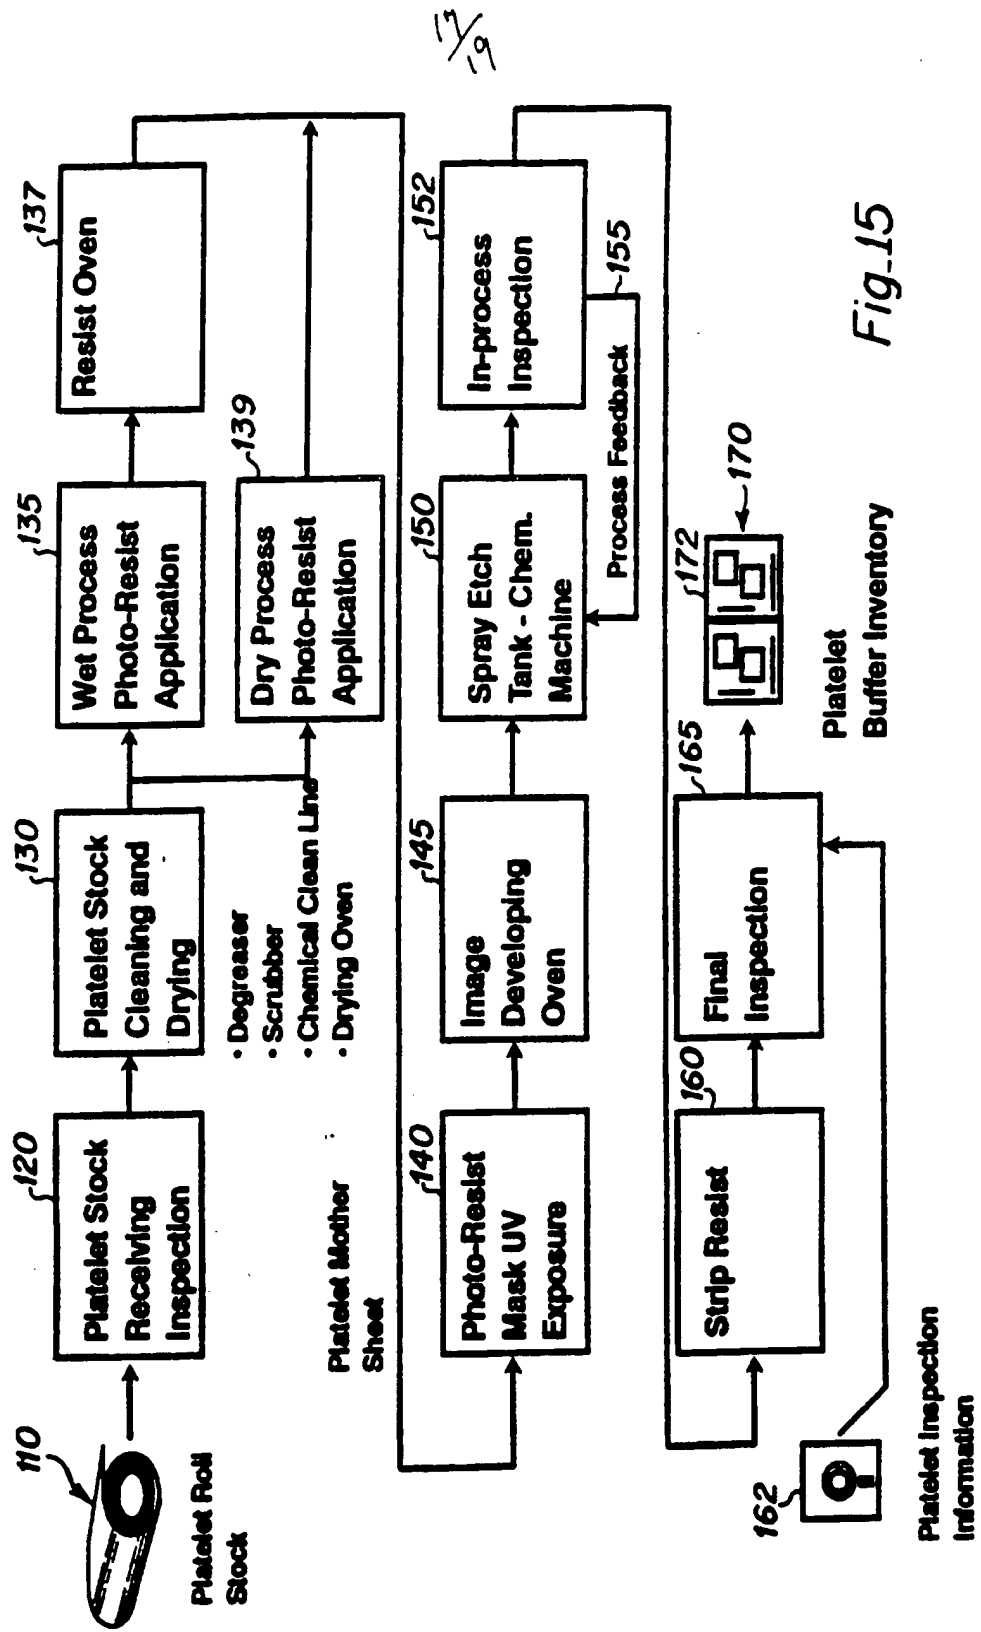 17/19
110
Platelet Roll
Stock
120
Platelet Stock
Receiving
Inspection
130
Platelet Stock
Cleaning and
Drying
• Degreaser
• Scrubber
• Chemical Clean Line
• Drying Oven
135
Wet Process
Photo-Resist
Application
137
Resist Oven
139
Dry Process
Photo-Resist
Application
Platelet Mother
Sheet
140
Photo-Resist
Mask UV
Exposure
145
Image
Developing
Oven
150
Spray Etch
Tank - Chem.
Machine
152
In-process
Inspection
155
Process Feedback
160
Strip Resist
162
Platelet Inspection
Information
165
Final
Inspection
172
170
Platelet
Buffer Inventory
Fig_15